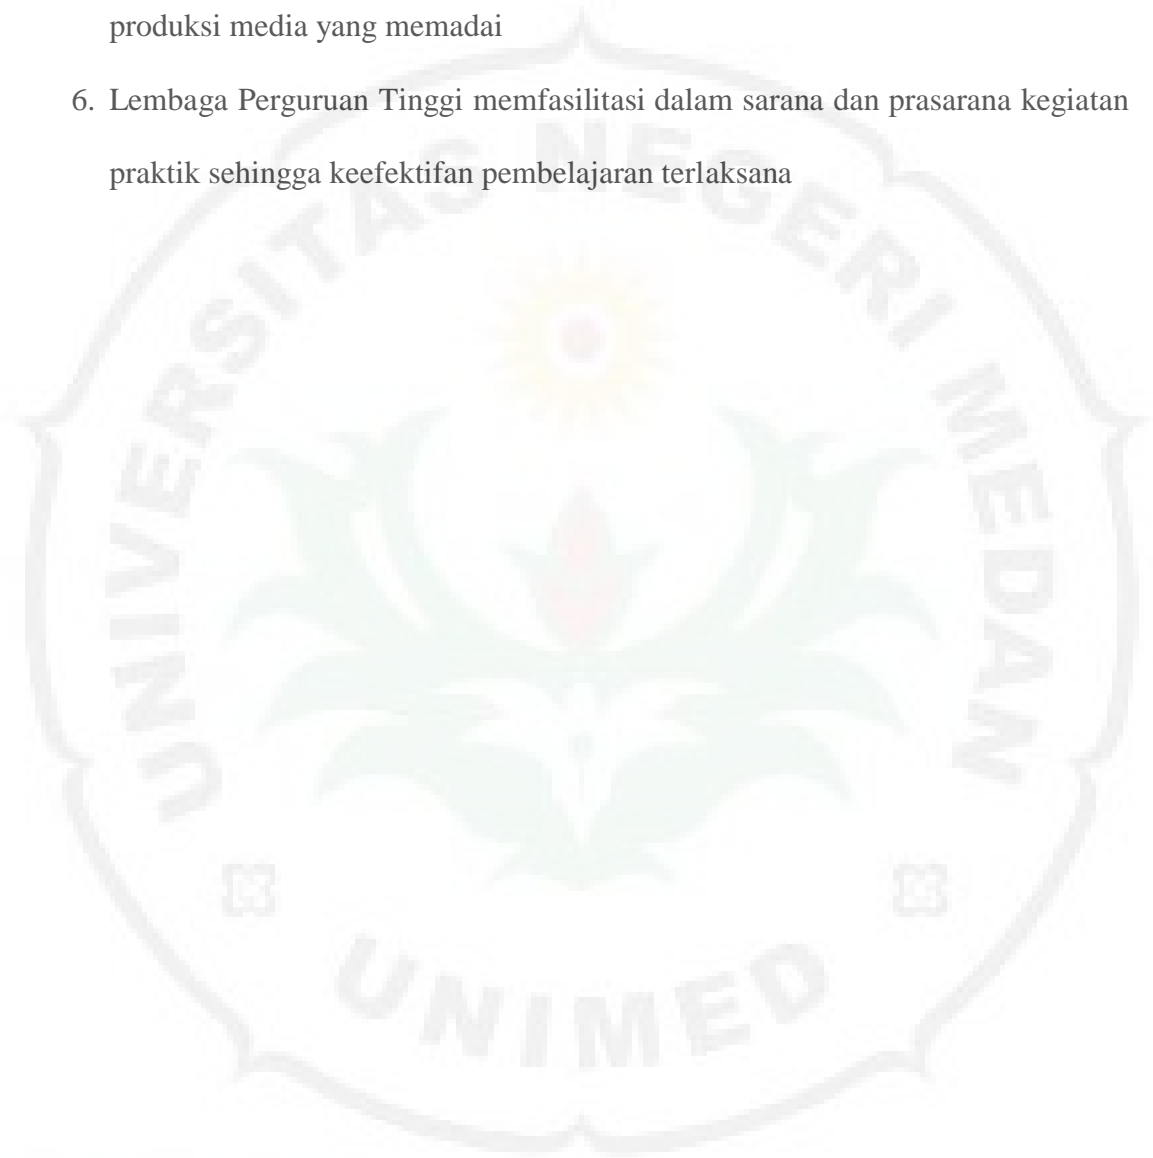 produksi media yang memadai
6. Lembaga Perguruan Tinggi memfasilitasi dalam sarana dan prasarana kegiatan
praktik sehingga keefektifan pembelajaran terlaksana
UNIVERSITAS NEGERI MEDAN
UNIMED